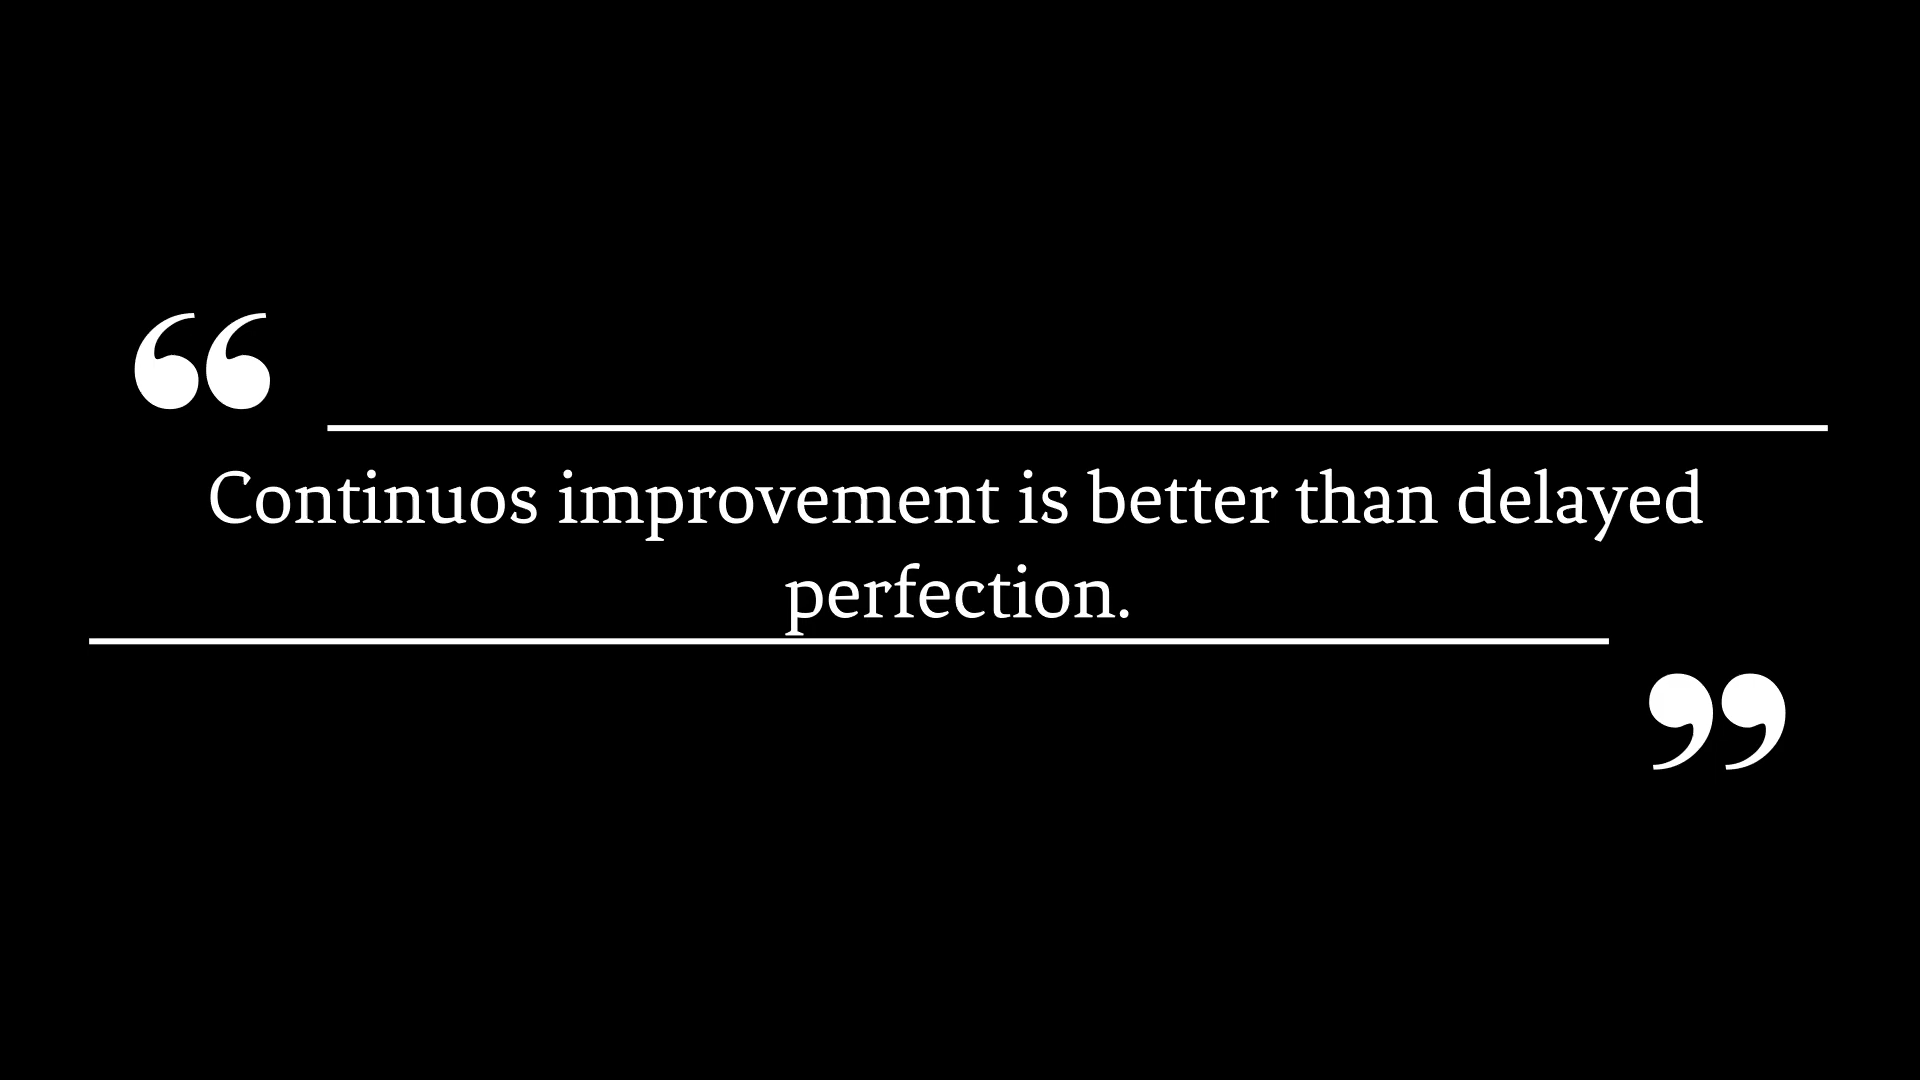 “
Continuos improvement is better than delayed
perfection.
”